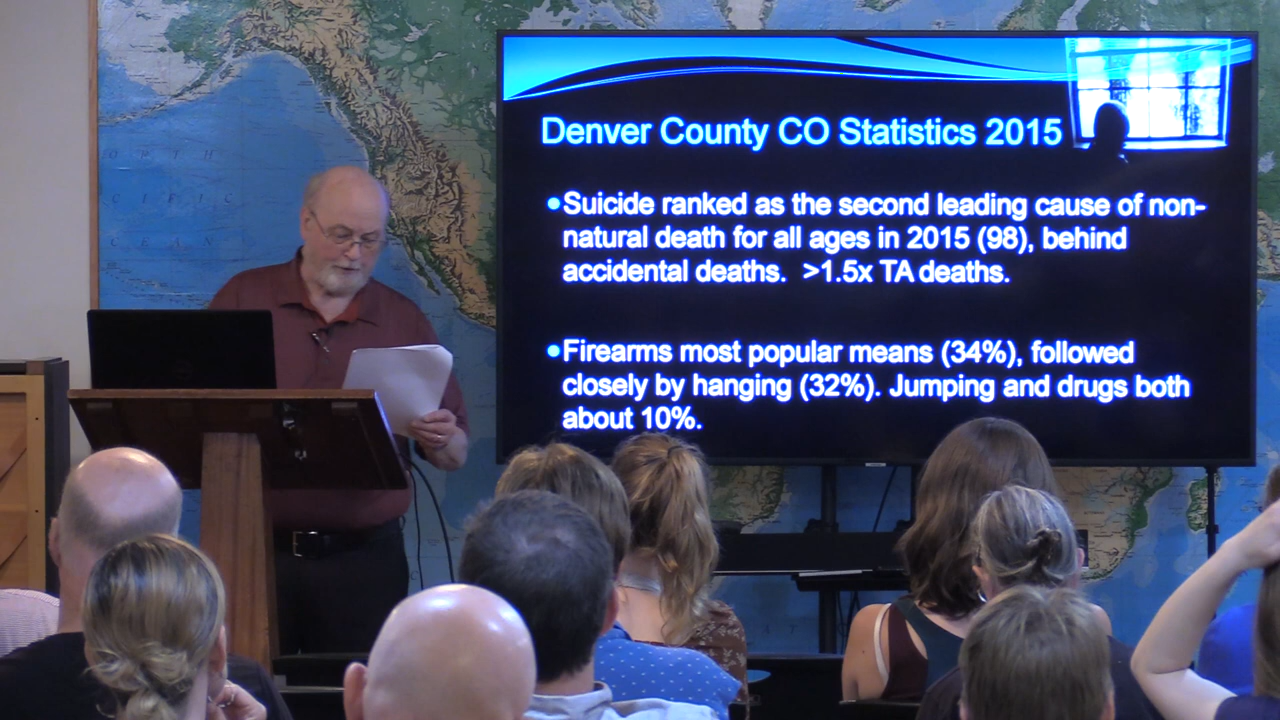 Denver County CO Statistics 2015
•Suicide ranked as the second leading cause of non-
natural death for all ages in 2015 (98), behind
accidental deaths. >1.5x TA deaths.
•Firearms most popular means (34%), followed
closely by hanging (32%). Jumping and drugs both
about 10%.